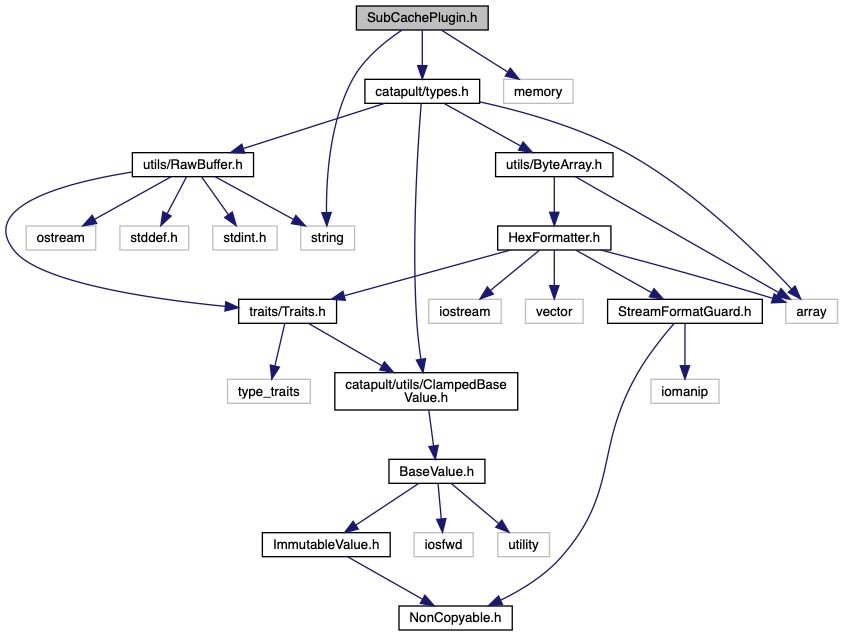 SubCachePlugin.h
catapult/types.h
memory
utils/RawBuffer.h
utils/ByteArray.h
ostream
stddef.h
stdint.h
string
HexFormatter.h
traits/Traits.h
iostream
vector
StreamFormatGuard.h
array
type_traits
catapult/utils/ClampedBase
Value.h
iomanip
BaseValue.h
ImmutableValue.h
iosfwd
utility
NonCopyable.h